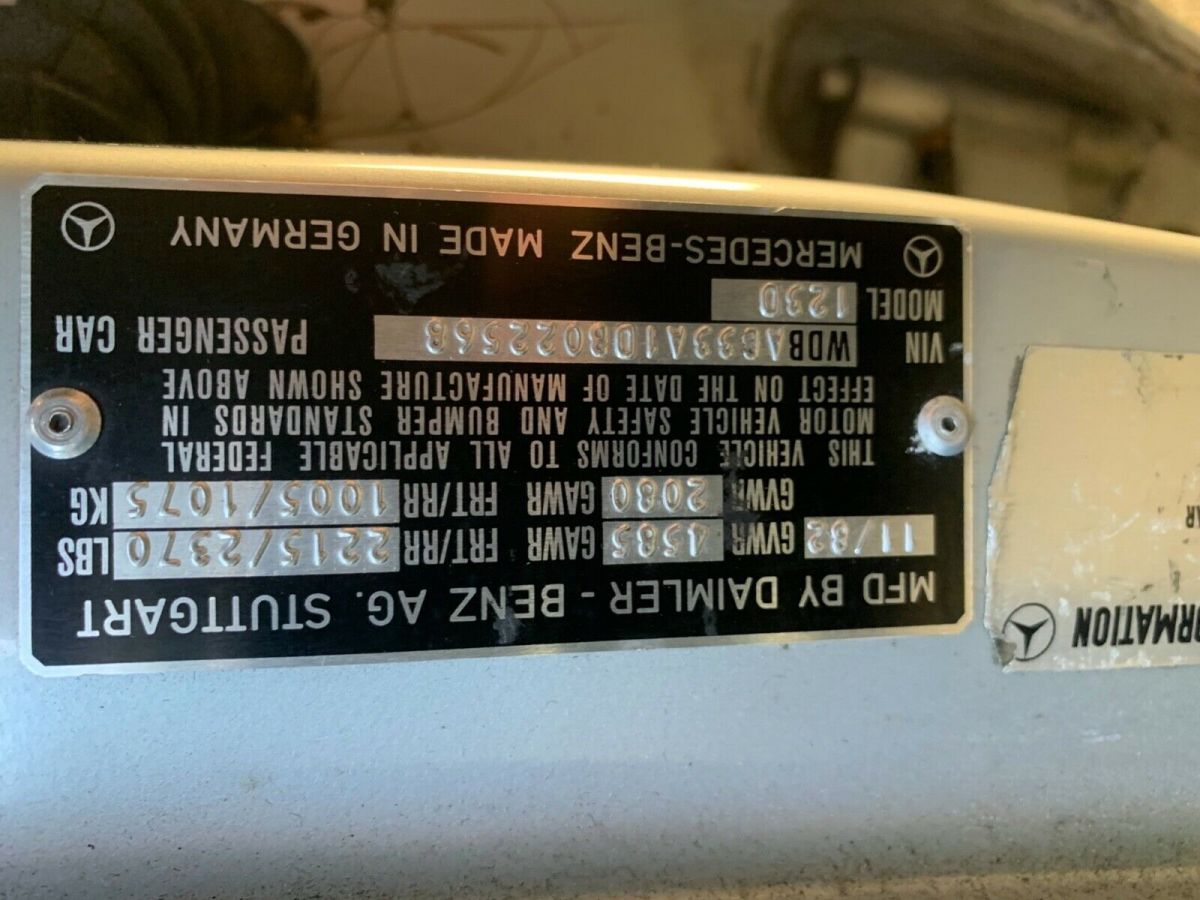 MFD BY DAIMLER - BENZ AG. STUTTGART
11/82 GVWR 4585 GAWR FRT/RR 2215/2370 LBS
GVWR 2080 GAWR FRT/RR 1005/1075 KG
THIS VEHICLE CONFORMS TO ALL APPLICABLE FEDERAL
MOTOR VEHICLE SAFETY AND BUMPER STANDARDS IN
EFFECT ON THE DATE OF MANUFACTURE SHOWN ABOVE
VIN WDBAB33A1DB022568 PASSENGER CAR
MODEL 123D
MERCEDES-BENZ MADE IN GERMANY
ORMATION